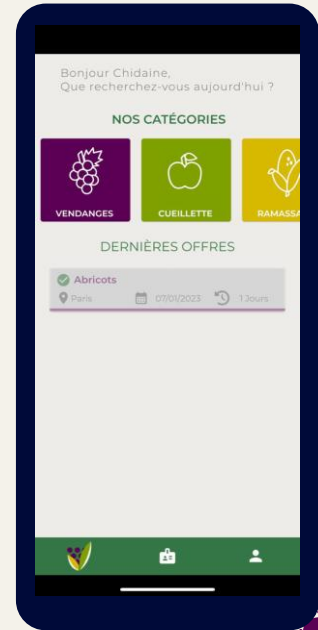 Bonjour Chidaine,
Que recherchez-vous aujourd'hui ?
NOS CATÉGORIES
VENDANGES CUEILLETTE RAMASSA
DERNIÈRES OFFRES
Abricots
Paris 07/01/2023 1 Jours